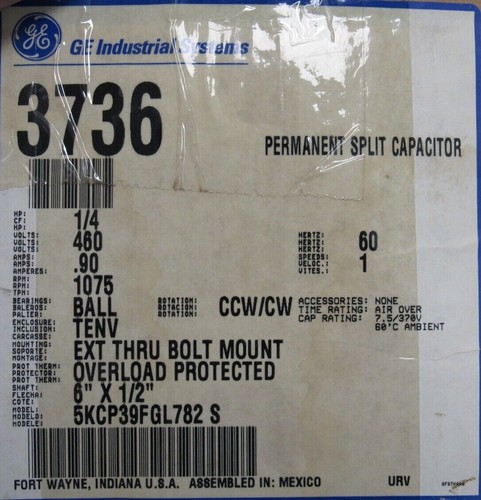 GE Industrial Systems
3736
PERMANENT SPLIT CAPACITOR
HP:
CF:
HP:
1/4
VOLTS:
VOLTS:
VOLTS:
460
HERTZ:
HERTZ:
HERTZ:
60
AMPS:
AMPS:
AMPERES:
.90
SPEEDS:
VELOC.:
VITES.:
1
RPM:
RPM:
TPM:
1075
BEARINGS:
BALEROS:
PALIER:
BALL
ROTATION:
ROTACION:
ROTATION:
CCW/CW
ACCESSORIES: NONE
TIME RATING: AIR OVER
CAP RATING: 7.5/370V
60°C AMBIENT
ENCLOSURE:
INCLUSION:
CARCASSE:
TENV
MOUNTING:
SOPORTE:
MONTAGE:
EXT THRU BOLT MOUNT
PROT THERM:
PROTECTOR:
PROT THERM:
OVERLOAD PROTECTED
SHAFT:
FLECHA:
COTE:
6" X 1/2"
MODEL:
MODELO:
MODELE:
5KCP39FGL782 S
FORT WAYNE, INDIANA U.S.A. ASSEMBLED IN: MEXICO
URV